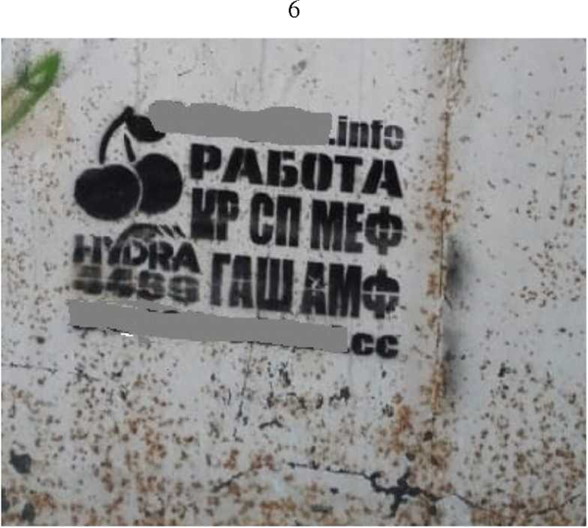 6
.info
РАБОТА
КР СП МЕФ
HYDRA
ГАШ АМФ
.cc